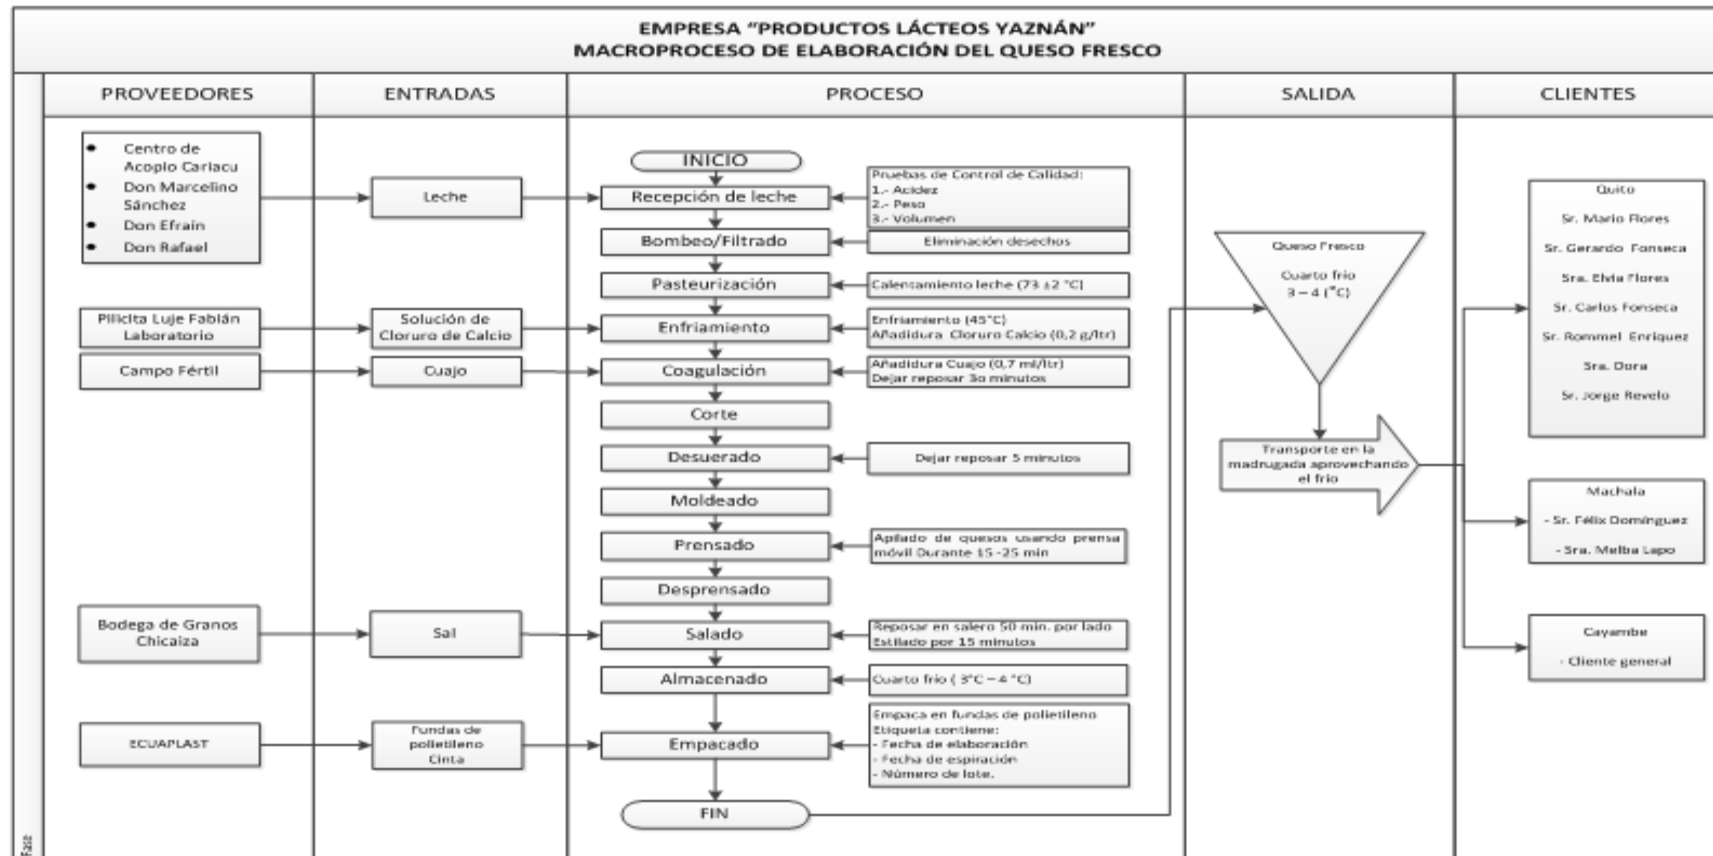 EMPRESA “PRODUCTOS LÁCTEOS YAZNÁN”
MACROPROCESO DE ELABORACIÓN DEL QUESO FRESCO
PROVEEDORES
ENTRADAS
PROCESO
SALIDA
CLIENTES
Centro de
Acopio Cariacu
Don Marcelino
Sánchez
Don Efraín
Don Rafael
Leche
INICIO
Recepción de leche
Pruebas de Control de Calidad:
1.- Acidez
2.- Peso
3.- Volumen
Bombeo/Filtrado
Eliminación desechos
Pasteurización
Calentamiento leche (73 ±2 °C)
Pilicita Luje Fabián
Laboratorio
Solución de
Cloruro de Calcio
Enfriamiento
Enfriamiento (45°C)
Añadidura Cloruro Calcio (0,2 g/ltr)
Campo Fértil
Cuajo
Coagulación
Añadidura Cuajo (0,7 ml/ltr)
Dejar reposar 3o minutos
Corte
Desuerado
Dejar reposar 5 minutos
Moldeado
Prensado
Apilado de quesos usando prensa
móvil Durante 15 -25 min
Desprensado
Bodega de Granos
Chicaiza
Sal
Salado
Reposar en salero 50 min. por lado
Estilado por 15 minutos
Almacenado
Cuarto frío ( 3°C – 4 °C)
ECUAPLAST
Fundas de
polietileno
Cinta
Empacado
Empaca en fundas de polietileno
Etiqueta contiene:
- Fecha de elaboración
- Fecha de espiración
- Número de lote.
FIN
Queso Fresco
Cuarto frío
3 – 4 (°C)
Transporte en la
madrugada aprovechando
el frío
Quito
Sr. Mario Flores
Sr. Gerardo Fonseca
Sra. Elvia Flores
Sr. Carlos Fonseca
Sr. Rommel Enríquez
Sra. Dora
Sr. Jorge Revelo
Machala
- Sr. Félix Domínguez
- Sra. Melba Lapo
Cayambe
- Cliente general
Fase